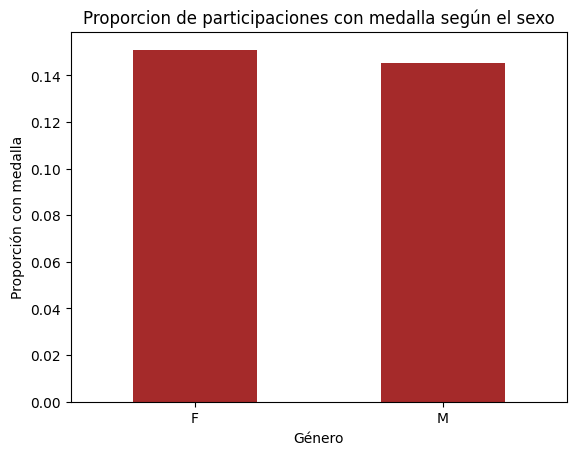 Proporcion de participaciones con medalla según el sexo
Proporción con medalla
0.14
0.12
0.10
0.08
0.06
0.04
0.02
0.00
F
M
Género